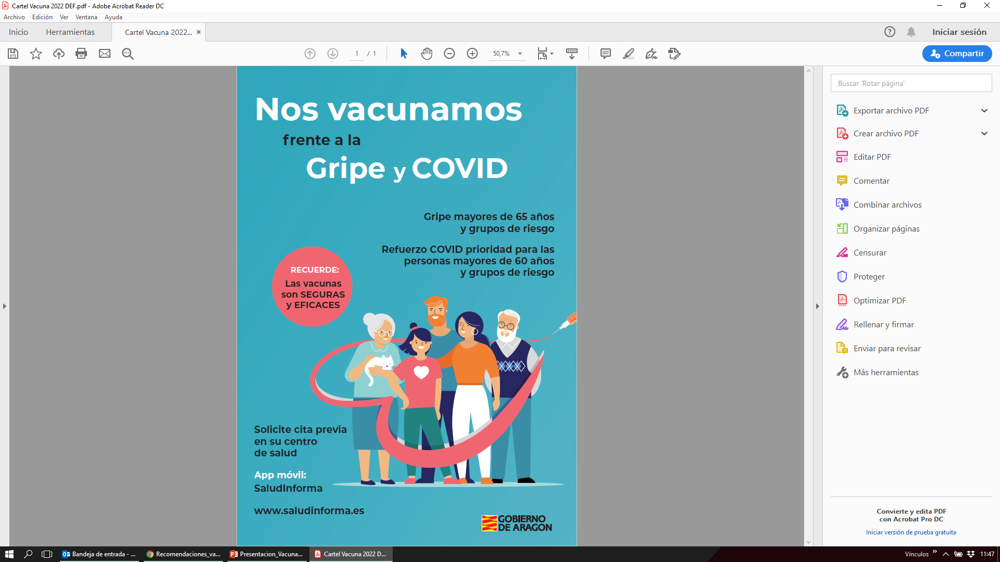 Cartel Vacuna 2022 DEF.pdf - Adobe Acrobat Reader DC
Archivo Edición Ver Ventana Ayuda
Inicio Herramientas Cartel Vacuna 2022... Iniciar sesión
1 / 1 50,7% Compartir
Nos vacunamos
frente a la
Gripe y COVID
Gripe mayores de 65 años
y grupos de riesgo
Refuerzo COVID prioridad para las
personas mayores de 60 años
y grupos de riesgo
RECUERDE:
Las vacunas
son SEGURAS
y EFICACES
Solicite cita previa
en su centro
de salud
App móvil:
SaludInforma
www.saludinforma.es
GOBIERNO
DE ARAGON
Buscar 'Rotar página'
Exportar archivo PDF
Crear archivo PDF
Editar PDF
Comentar
Combinar archivos
Organizar páginas
Censurar
Proteger
Optimizar PDF
Rellenar y firmar
Enviar para revisar
Más herramientas
Convierte y edita PDF
con Acrobat Pro DC
Iniciar versión de prueba gratuita
Bandeja de entrada - ... Recomendaciones_va... Presentacion_Vacuna... Cartel Vacuna 2022 D... Vínculos 11:47